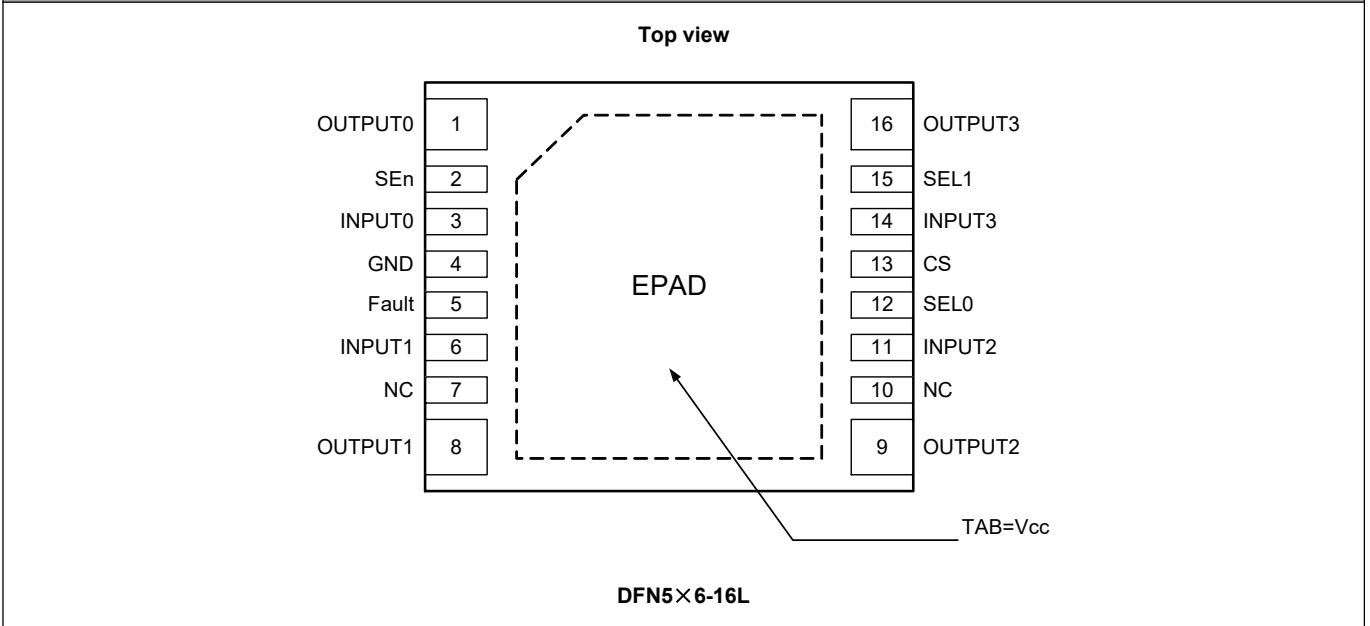 Top view
OUTPUT0 1 16 OUTPUT3
SEn 2 15 SEL1
INPUT0 3 14 INPUT3
GND 4 13 CS
EPAD
Fault 5 12 SEL0
INPUT1 6 11 INPUT2
NC 7 10 NC
OUTPUT1 8 9 OUTPUT2
TAB=Vcc
DFN5×6-16L